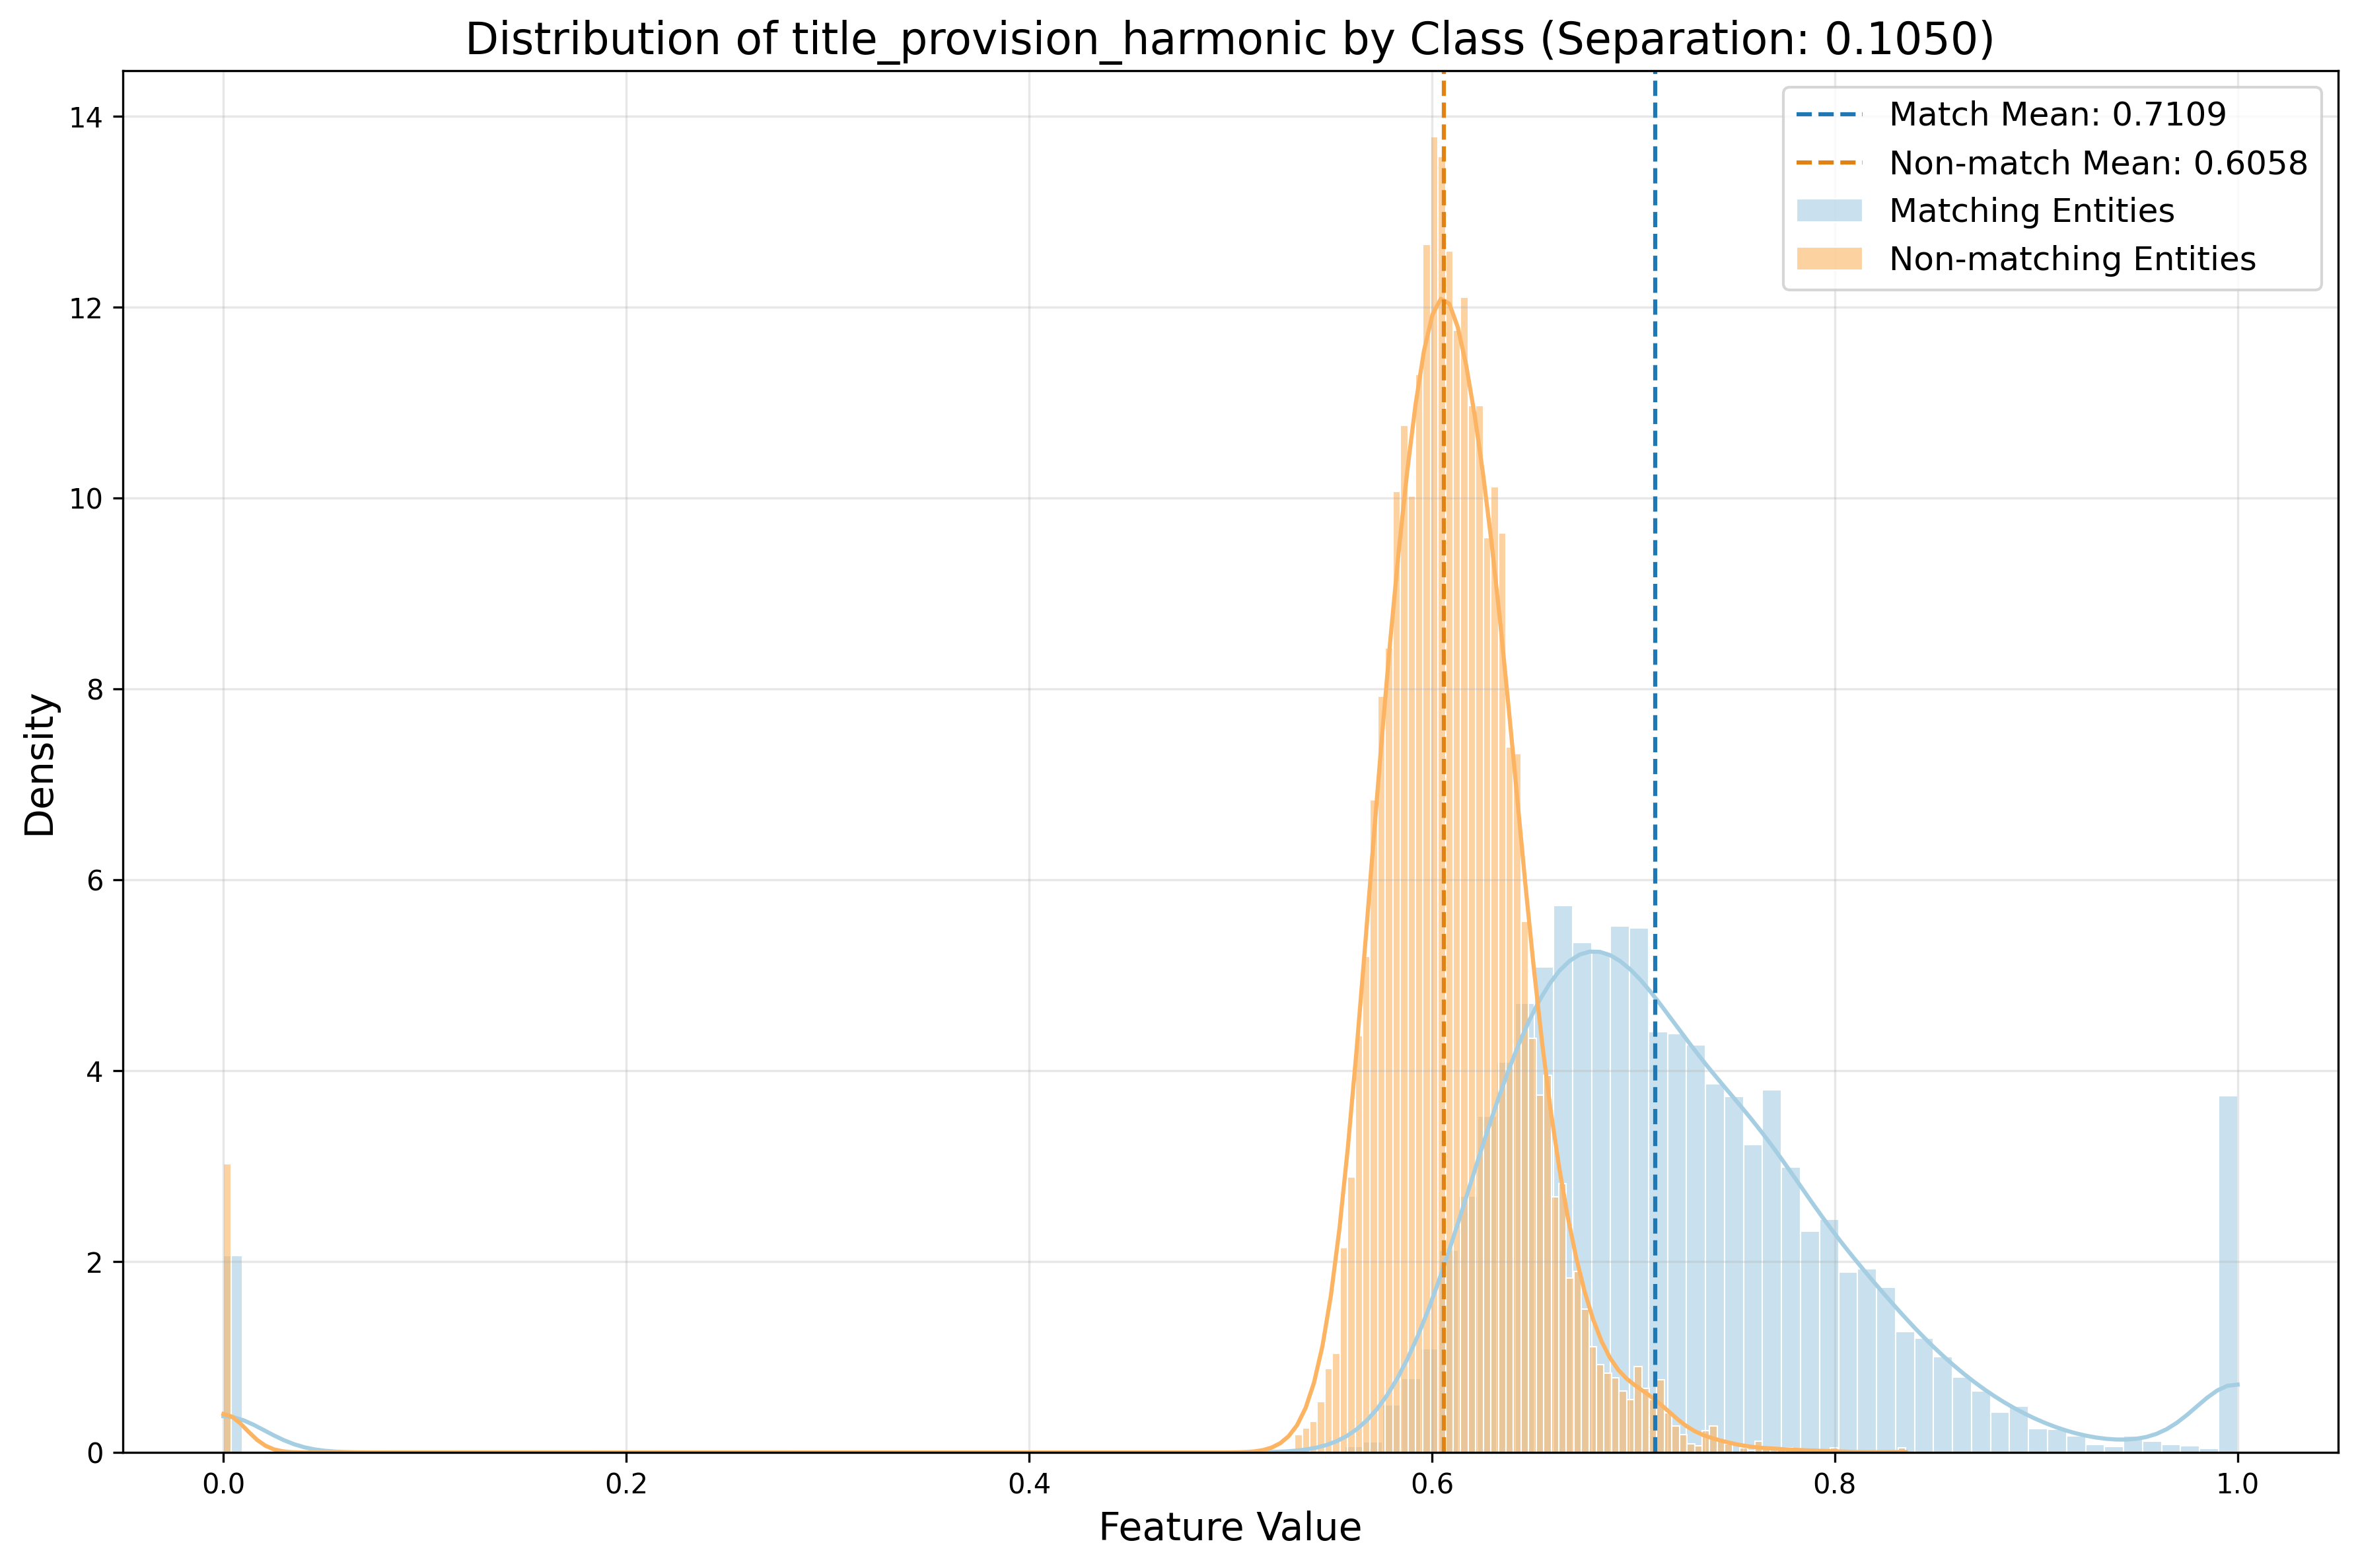 Distribution of title_provision_harmonic by Class (Separation: 0.1050)
Match Mean: 0.7109
Non-match Mean: 0.6058
Matching Entities
Non-matching Entities
Density
14
12
10
8
6
4
2
0
0.0 0.2 0.4 0.6 0.8 1.0
Feature Value